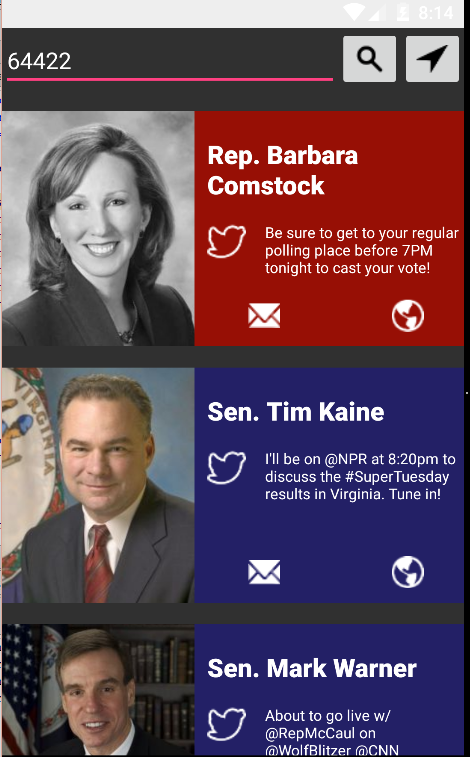 8:14
64422
Rep. Barbara
Comstock
Be sure to get to your regular
polling place before 7PM
tonight to cast your vote!
VIRGINIA
Sen. Tim Kaine
I'll be on @NPR at 8:20pm to
discuss the #SuperTuesday
results in Virginia. Tune in!
Sen. Mark Warner
About to go live w/
@RepMcCaul on
@WolfBlitzer @CNN